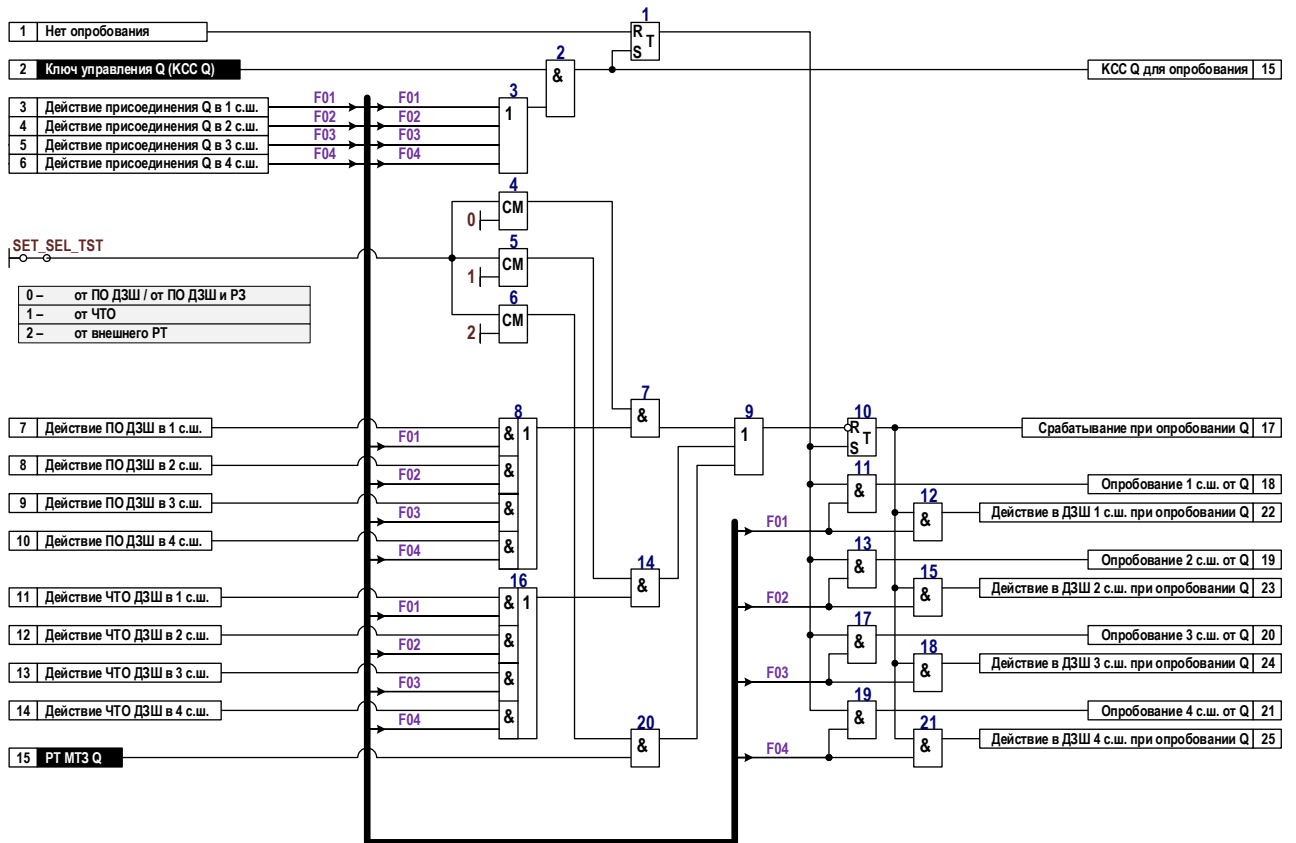 1
1 Нет опробования
R T
S
2
2 Ключ управления Q (КСС Q)
&
КСС Q для опробования 15
3
3 Действие присоединения Q в 1 с.ш. F01 F01
1
4 Действие присоединения Q в 2 с.ш. F02 F02
5 Действие присоединения Q в 3 с.ш. F03 F03
6 Действие присоединения Q в 4 с.ш. F04 F04
4
СМ
0
SET_SEL_TST
5
СМ
1
6
СМ
2
0 – от ПО ДЗШ / от ПО ДЗШ и РЗ
1 – от ЧТО
2 – от внешнего РТ
7
&
8
7 Действие ПО ДЗШ в 1 с.ш.
& 1
F01
8 Действие ПО ДЗШ в 2 с.ш.
&
F02
9 Действие ПО ДЗШ в 3 с.ш.
&
F03
10 Действие ПО ДЗШ в 4 с.ш.
&
F04
9
1
10
R T
S
Срабатывание при опробовании Q 17
11
&
Опробование 1 с.ш. от Q 18
12
&
Действие в ДЗШ 1 с.ш. при опробовании Q 22
F01
13
&
Опробование 2 с.ш. от Q 19
14
&
15
&
Действие в ДЗШ 2 с.ш. при опробовании Q 23
F02
16
11 Действие ЧТО ДЗШ в 1 с.ш.
& 1
F01
12 Действие ЧТО ДЗШ в 2 с.ш.
&
F02
13 Действие ЧТО ДЗШ в 3 с.ш.
&
F03
14 Действие ЧТО ДЗШ в 4 с.ш.
&
F04
17
&
Опробование 3 с.ш. от Q 20
18
&
Действие в ДЗШ 3 с.ш. при опробовании Q 24
F03
19
&
Опробование 4 с.ш. от Q 21
20
&
21
&
Действие в ДЗШ 4 с.ш. при опробовании Q 25
F04
15 РТ МТЗ Q